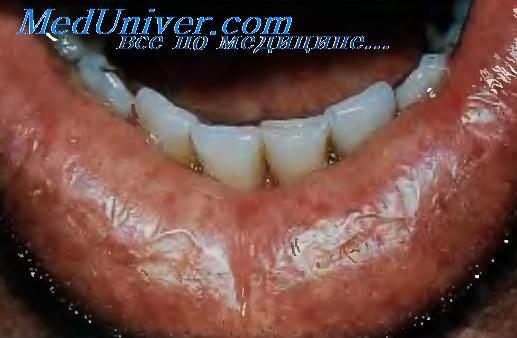 MedUniver.com
все по медицине....